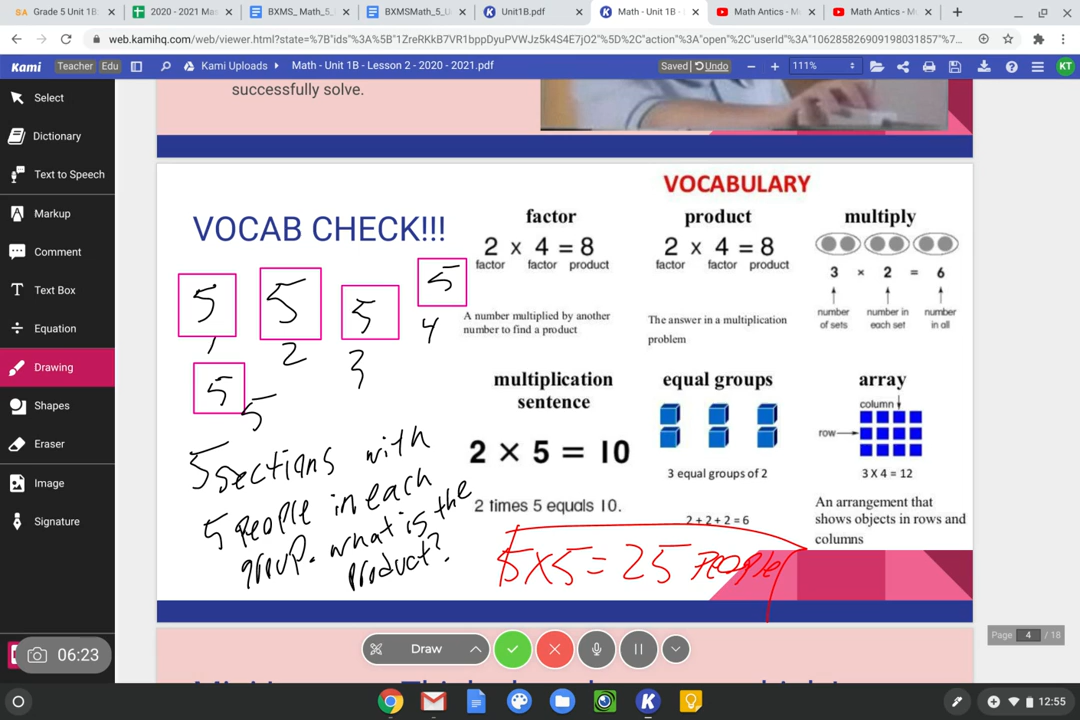 Grade 5 Unit 1B:
2020 - 2021 Mas
BXMS_ Math_5_
BXMSMath_5_U
Unit1B.pdf
Math - Unit 1B -
Math Antics - M
Math Antics - M
web.kamihq.com/web/viewer.html?state=%7B"ids"%3A%5B"1ZreRKkB7VR1bppDyuPVWJz5k4S4E7jO2"%5D%2C"action"%3A"open"%2C"userId"%3A"106285826909198031857"%...
Kami
Teacher
Edu
Kami Uploads
Math - Unit 1B - Lesson 2 - 2020 - 2021.pdf
Saved
Undo
111%
KT
Select
Dictionary
Text to Speech
Markup
Comment
Text Box
Equation
Drawing
Shapes
Eraser
Image
Signature
06:23
successfully solve.
VOCAB CHECK!!!
5 5 5 5
1 2 3 4
5
5
5 sections with
5 people in each
group. what is the
product?
VOCABULARY
factor
2 x 4 = 8
factor factor product
A number multiplied by another
number to find a product
product
2 x 4 = 8
factor factor product
The answer in a multiplication
problem
multiply
3 x 2 = 6
number of sets
number in each set
number in all
multiplication
sentence
2 × 5 = 10
2 times 5 equals 10.
equal groups
3 equal groups of 2
2 + 2 + 2 = 6
array
column
row
3 X 4 = 12
An arrangement that
shows objects in rows and
columns
5x5=25 people
Page 4 / 18
Draw
12:55